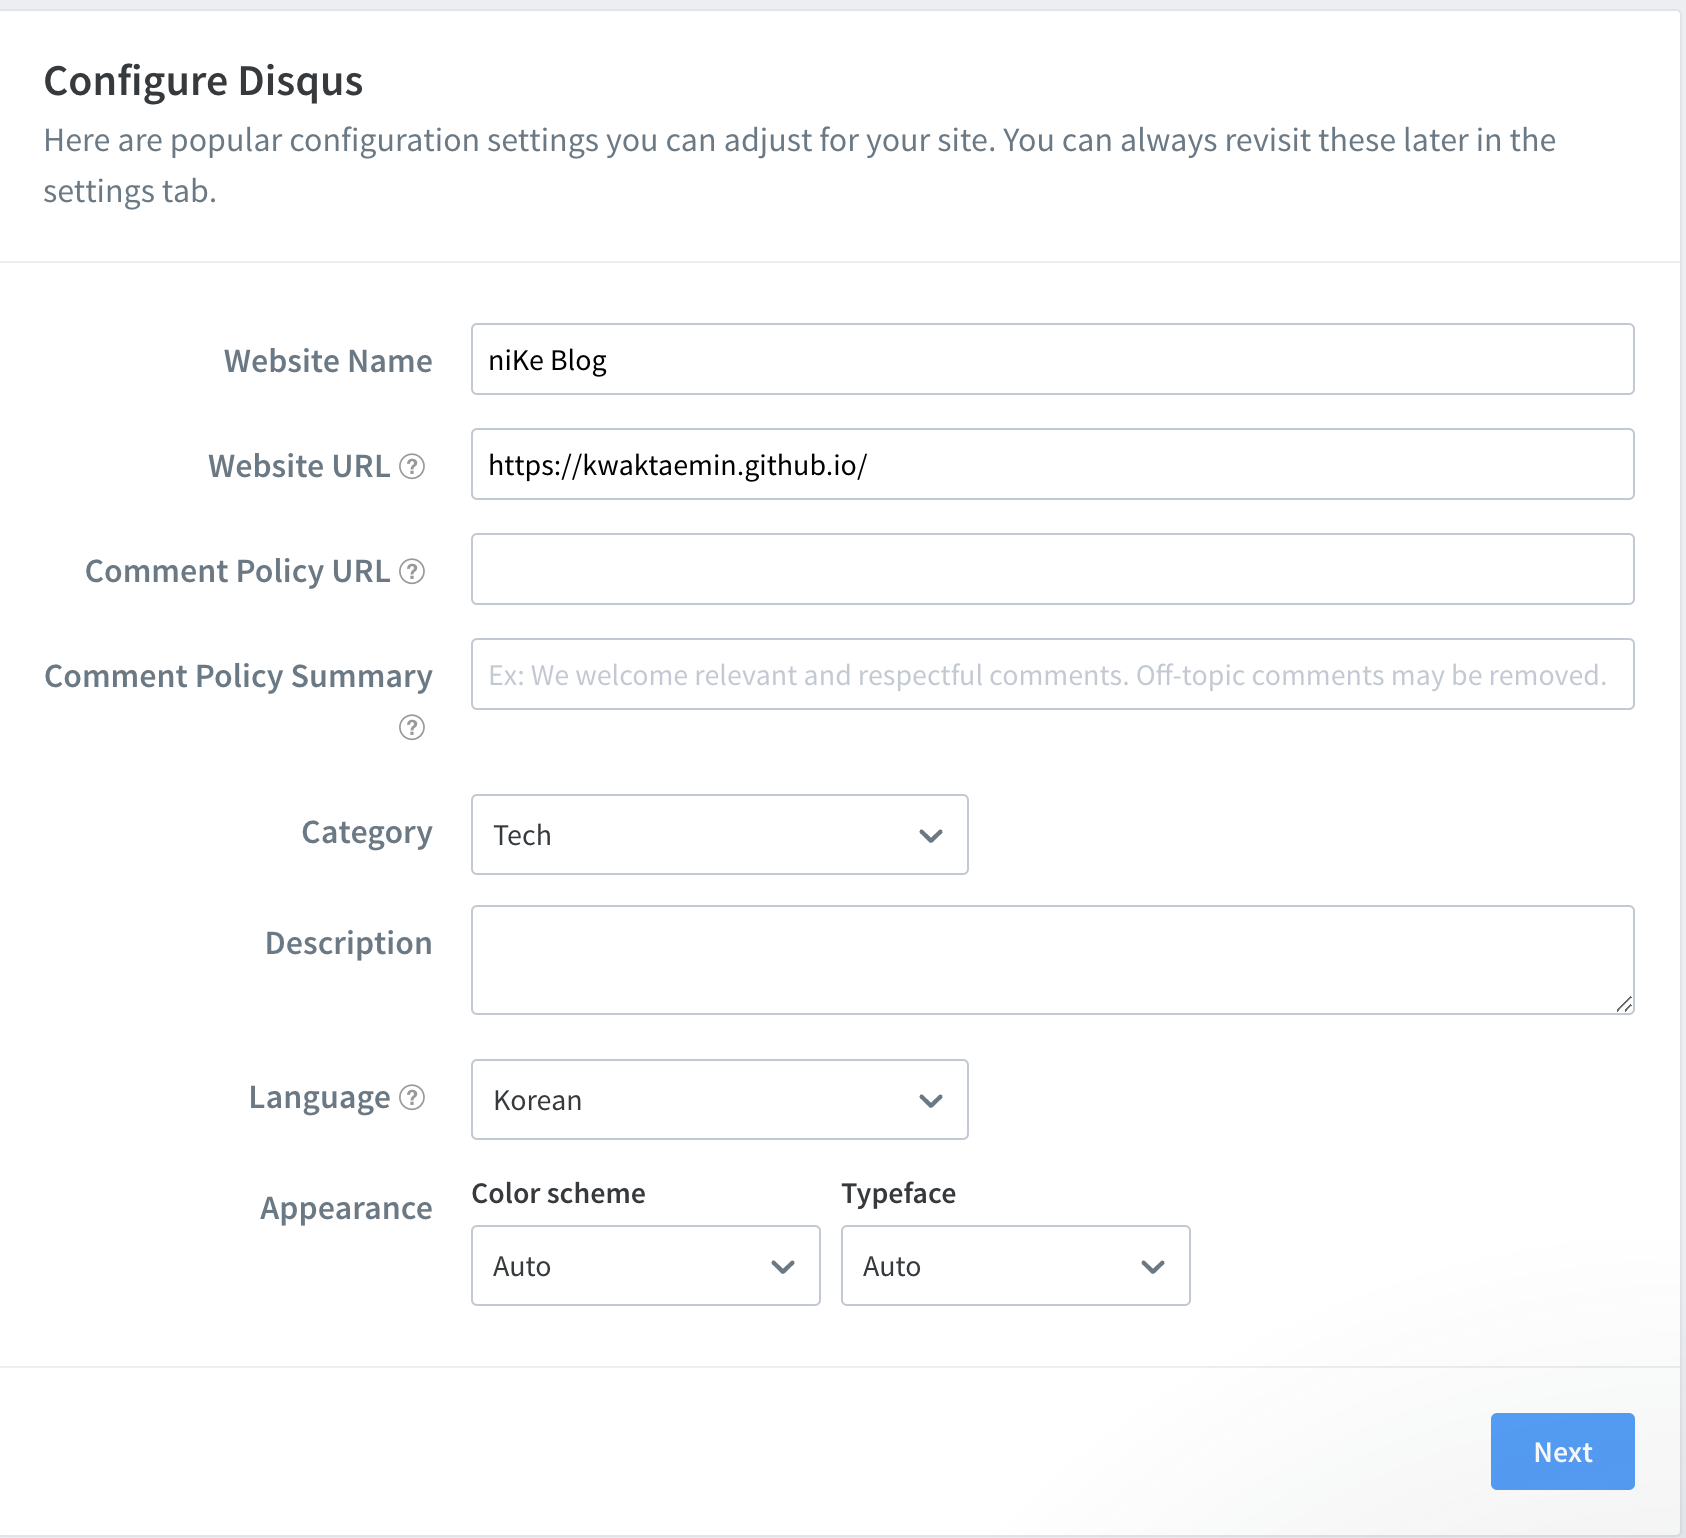 Configure Disqus
Here are popular configuration settings you can adjust for your site. You can always revisit these later in the
settings tab.
Website Name
niKe Blog
Website URL ?
https://kwaktaemin.github.io/
Comment Policy URL ?
Comment Policy Summary
?
Ex: We welcome relevant and respectful comments. Off-topic comments may be removed.
Category
Tech
Description
Language ?
Korean
Appearance
Color scheme
Typeface
Auto
Auto
Next